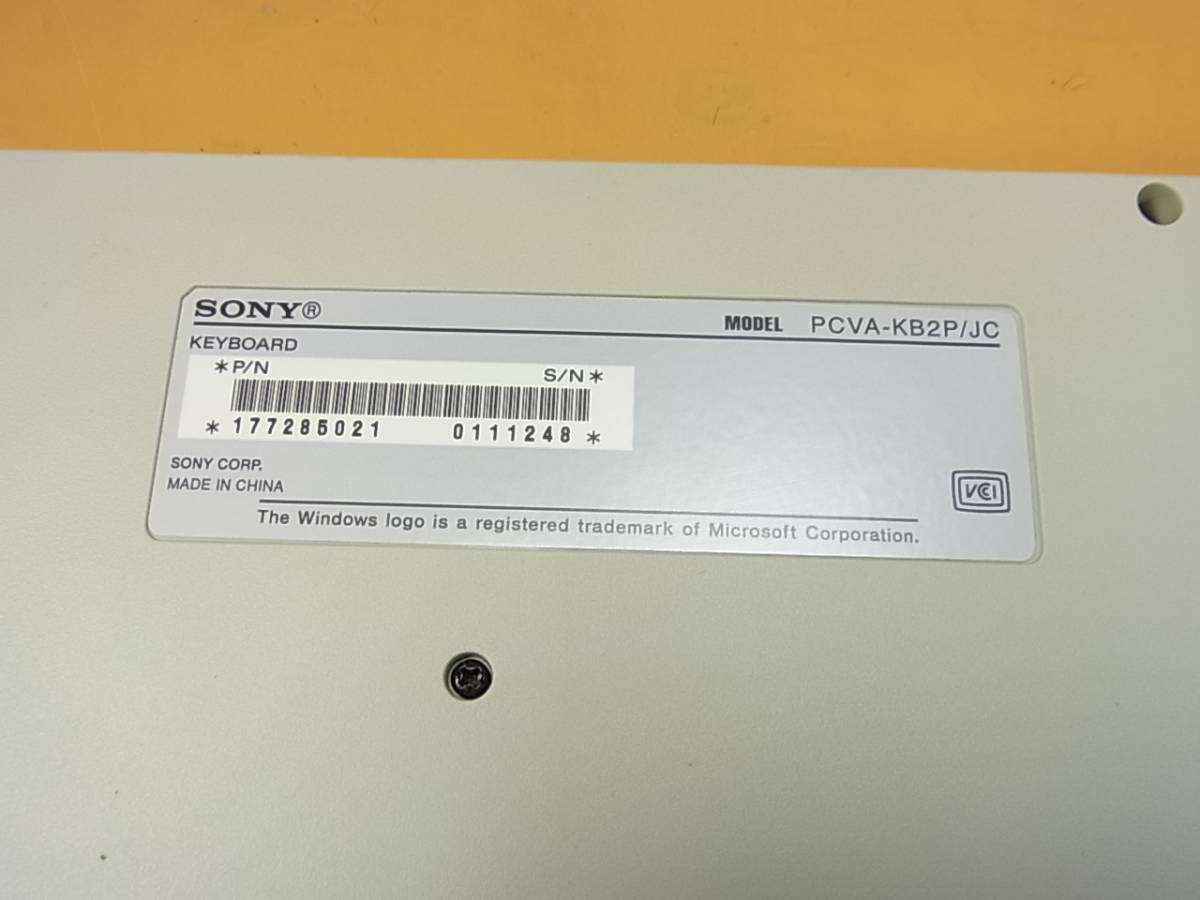 SONY®
MODEL PCVA-KB2P/JC
KEYBOARD
*P/N S/N*
*177285021 0111248*
SONY CORP.
MADE IN CHINA
VCCI
The Windows logo is a registered trademark of Microsoft Corporation.